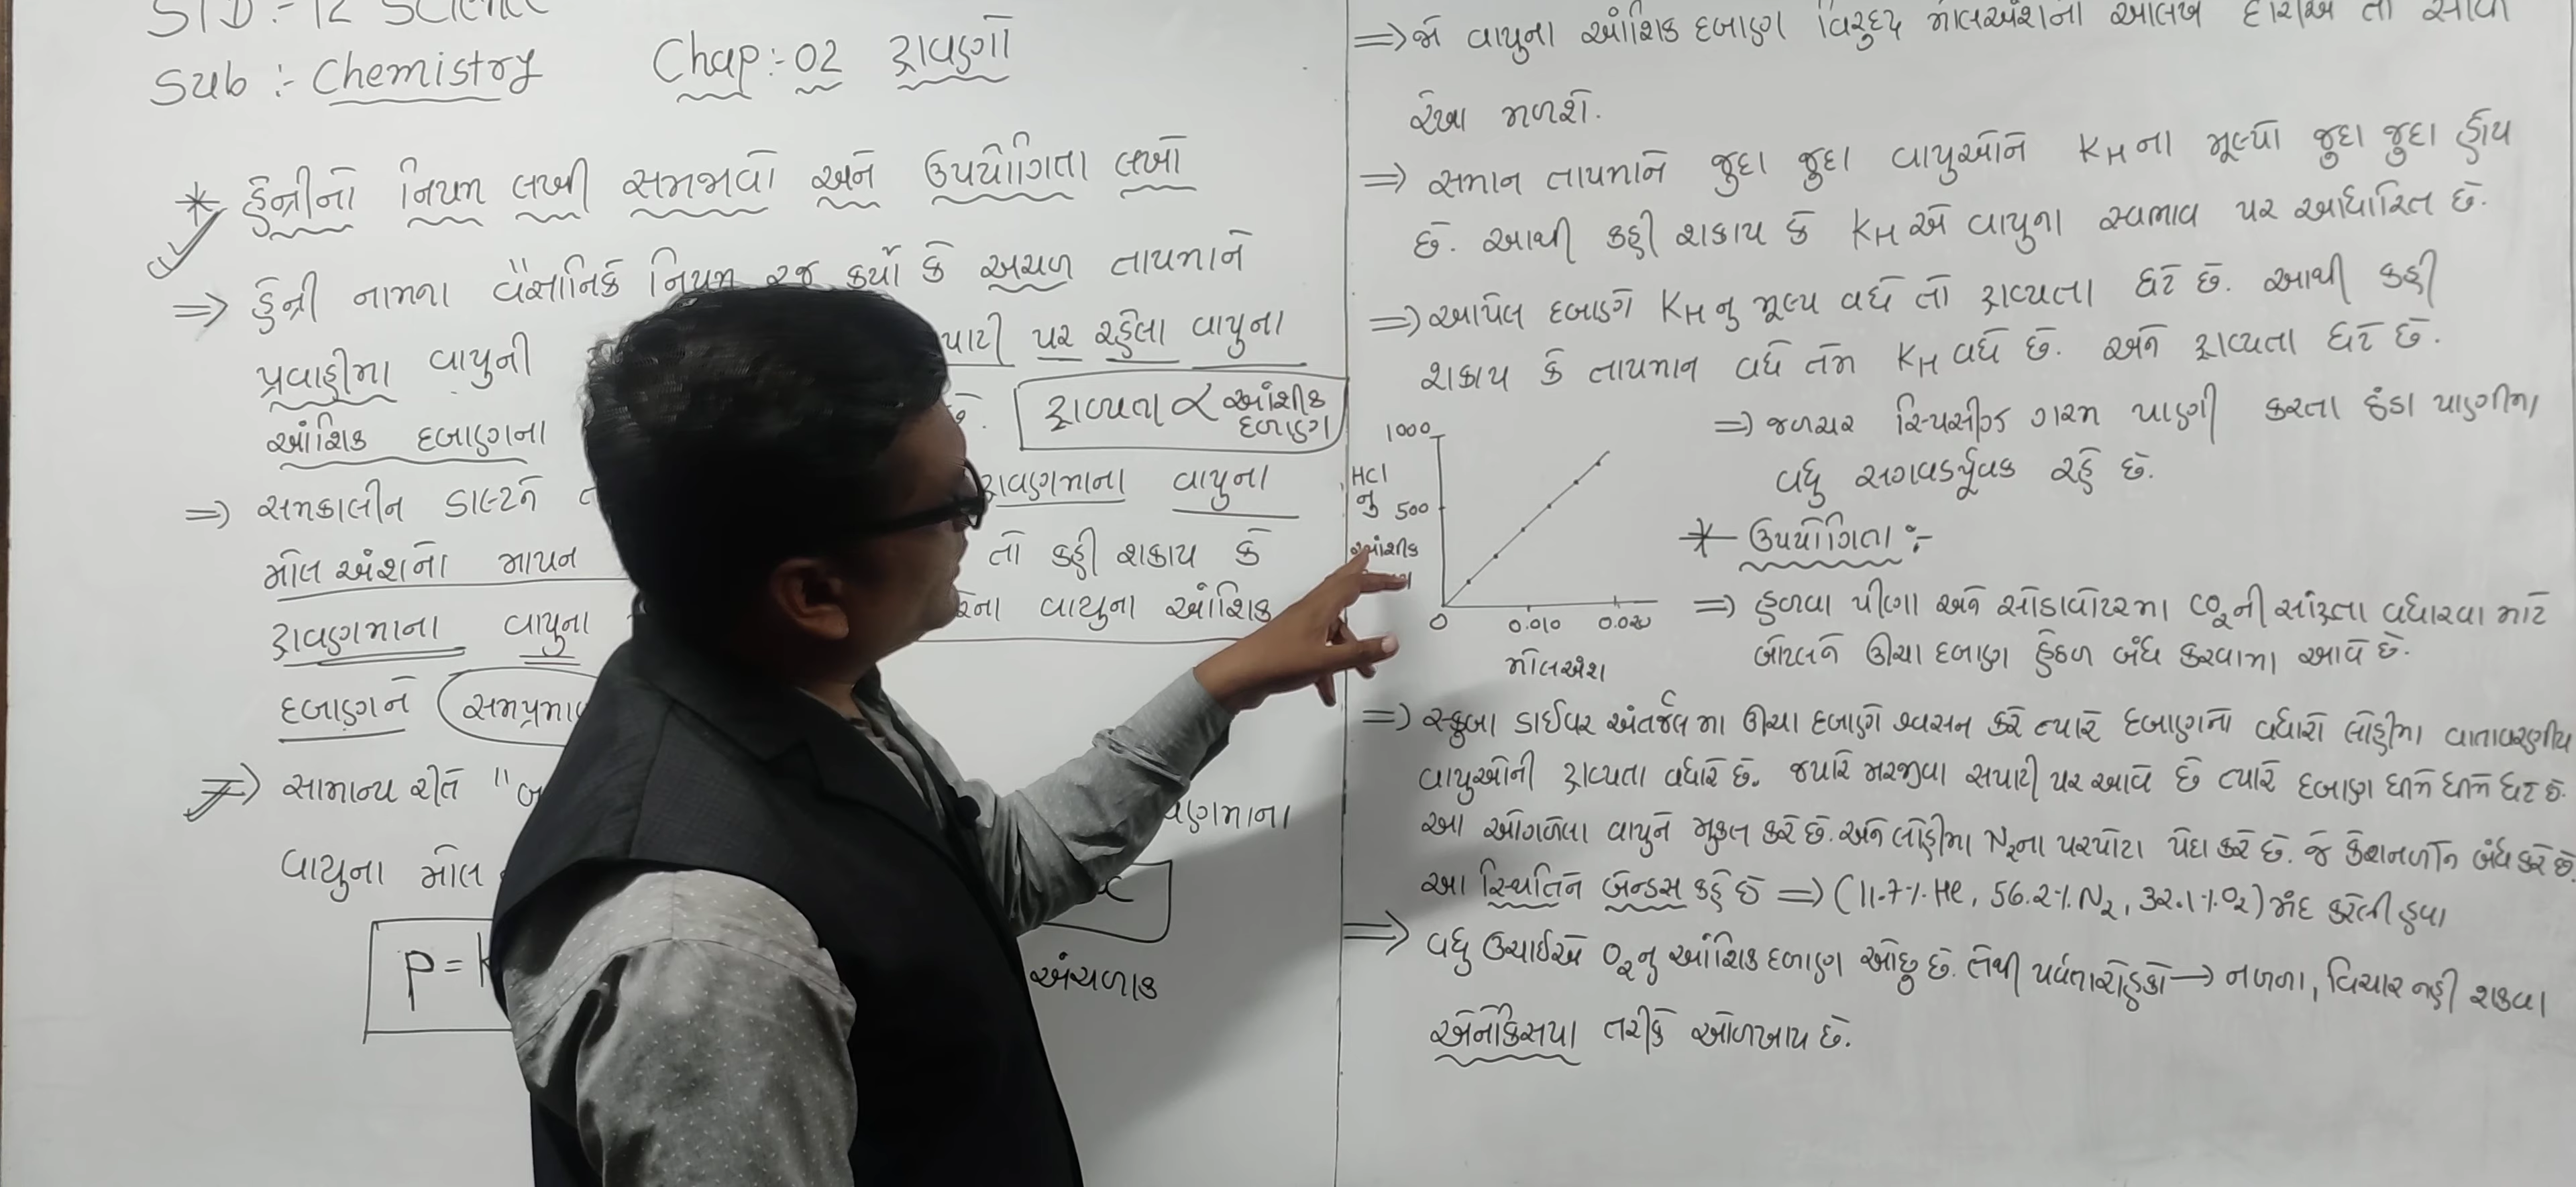 STD :- 12 Science
Sub :- Chemistry Chap :- 02 દ્રાવણો
* હેન્રીનો નિયમ લખી સમજાવો અને ઉપયોગિતા લખો
⇒ હેન્રી નામના વૈજ્ઞાનિકે નિયમ રજૂ કર્યો કે અચળ તાપમાને
પ્રવાહીમા વાયુની પાટી પર રહેલા વાયુના
આંશિક દબાણના છે. દ્રાવ્યતા ∝ આંશીક દબાણ
⇒ સમકાલીન ડાલ્ટને દ્રાવણમાના વાયુના
મોલ અંશનો માપન તો કહી શકાય કે
દ્રાવણમાના વાયુના વાયુના આંશિક
દબાણને સમપ્રમા
⇒ સામાન્ય રીતે "
વણમાના
વાયુના મોલ
P = K x
અચળાંક
⇒ જો વાયુના આંશિક દબાણ વિરુદ્ધ મોલઅંશનો આલેખ દોરીએ તો સીધી
રેખા મળશે.
⇒ સમાન તાપમાને જુદા જુદા વાયુઓને KH ના મૂલ્યો જુદા જુદા હોય
છે. આથી કહી શકાય કે KH એ વાયુના સ્વભાવ પર આધારિત છે.
⇒ આપેલ દબાણે KH નુ મૂલ્ય વધે તો દ્રાવ્યતા ઘટે છે. આથી કહી
શકાય કે તાપમાન વધે તેમ KH વધે છે. અને દ્રાવ્યતા ઘટે છે.
⇒ જળચર સ્પિસીઝ ગરમ પાણી કરતા ઠંડા પાણીમા
વધુ સગવડપૂર્વક રહે છે.
1000
HCl
નુ 500
આંશીક
0 0.010 0.020
મોલઅંશ
* ઉપયોગિતા :-
⇒ હળવા પીણા અને સોડાવોટરમા CO2 ની સાંદ્રતા વધારવા માટે
બોટલને ઊંચા દબાણ હેઠળ બંધ કરવામા આવે છે.
⇒ સ્કુબા ડાઈવર અંતર્જલ મા ઊંચા દબાણે શ્વસન કરે ત્યારે દબાણનો વધારો લોહીમા વાતાવરણીય
વાયુઓની દ્રાવ્યતા વધારે છે. જ્યારે મરજીવા સપાટી પર આવે છે ત્યારે દબાણ ધીમે ધીમે ઘટે છે.
આ ઓગળેલા વાયુને મુક્ત કરે છે. અને લોહીમા N2ના પરપોટા પેદા કરે છે. જે કેશનળીને બંધ કરે છે.
આ સ્થિતિને બેન્ડસ કહે છે ⇒ (11.7% He, 56.2% N2, 32.1% O2) મંદ કરેલી હવા
⇒ વધુ ઉંચાઈએ O2નુ આંશિક દબાણ ઓછુ છે. તેથી પર્વતારોહકો → નબળા, વિચાર નહી શકવા
એનોક્સિયા તરીકે ઓળખાય છે.